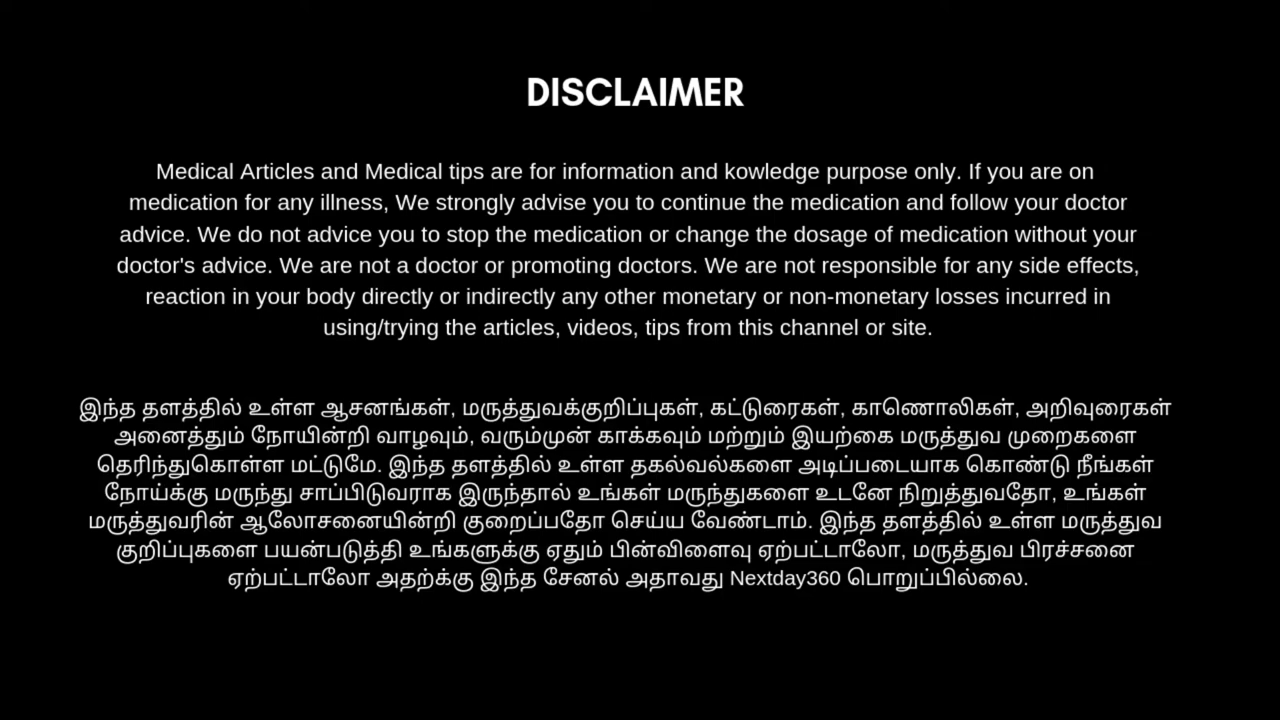 DISCLAIMER
Medical Articles and Medical tips are for information and kowledge purpose only. If you are on
medication for any illness, We strongly advise you to continue the medication and follow your doctor
advice. We do not advice you to stop the medication or change the dosage of medication without your
doctor's advice. We are not a doctor or promoting doctors. We are not responsible for any side effects,
reaction in your body directly or indirectly any other monetary or non-monetary losses incurred in
using/trying the articles, videos, tips from this channel or site.
இந்த தளத்தில் உள்ள ஆசனங்கள், மருத்துவக்குறிப்புகள், கட்டுரைகள், காணொலிகள், அறிவுரைகள்
அனைத்தும் நோயின்றி வாழவும், வரும்முன் காக்கவும் மற்றும் இயற்கை மருத்துவ முறைகளை
தெரிந்துகொள்ள மட்டுமே. இந்த தளத்தில் உள்ள தகல்வல்களை அடிப்படையாக கொண்டு நீங்கள்
நோய்க்கு மருந்து சாப்பிடுவராக இருந்தால் உங்கள் மருந்துகளை உடனே நிறுத்துவதோ, உங்கள்
மருத்துவரின் ஆலோசனையின்றி குறைப்பதோ செய்ய வேண்டாம். இந்த தளத்தில் உள்ள மருத்துவ
குறிப்புகளை பயன்படுத்தி உங்களுக்கு ஏதும் பின்விளைவு ஏற்பட்டாலோ, மருத்துவ பிரச்சனை
ஏற்பட்டாலோ அதற்க்கு இந்த சேனல் அதாவது Nextday360 பொறுப்பில்லை.